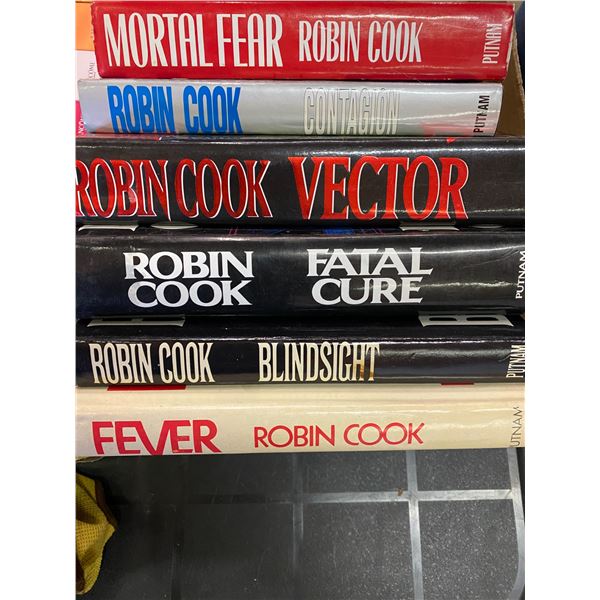 MORTAL FEAR ROBIN COOK PUTNAM
ROBIN COOK CONTAGION PUTNAM
ROBIN COOK VECTOR
ROBIN COOK FATAL CURE PUTNAM
ROBIN COOK BLINDSIGHT PUTNAM
FEVER ROBIN COOK UTNAM